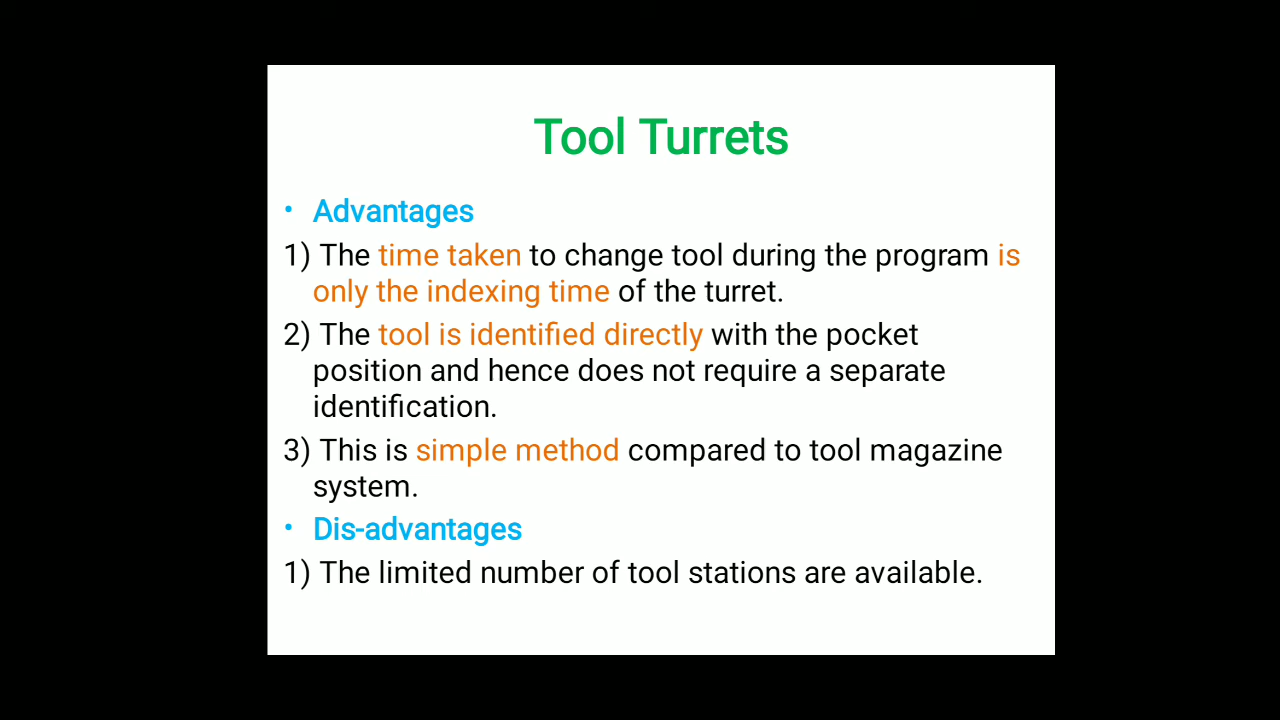 Tool Turrets
• Advantages
1) The time taken to change tool during the program is
only the indexing time of the turret.
2) The tool is identified directly with the pocket
position and hence does not require a separate
identification.
3) This is simple method compared to tool magazine
system.
• Dis-advantages
1) The limited number of tool stations are available.